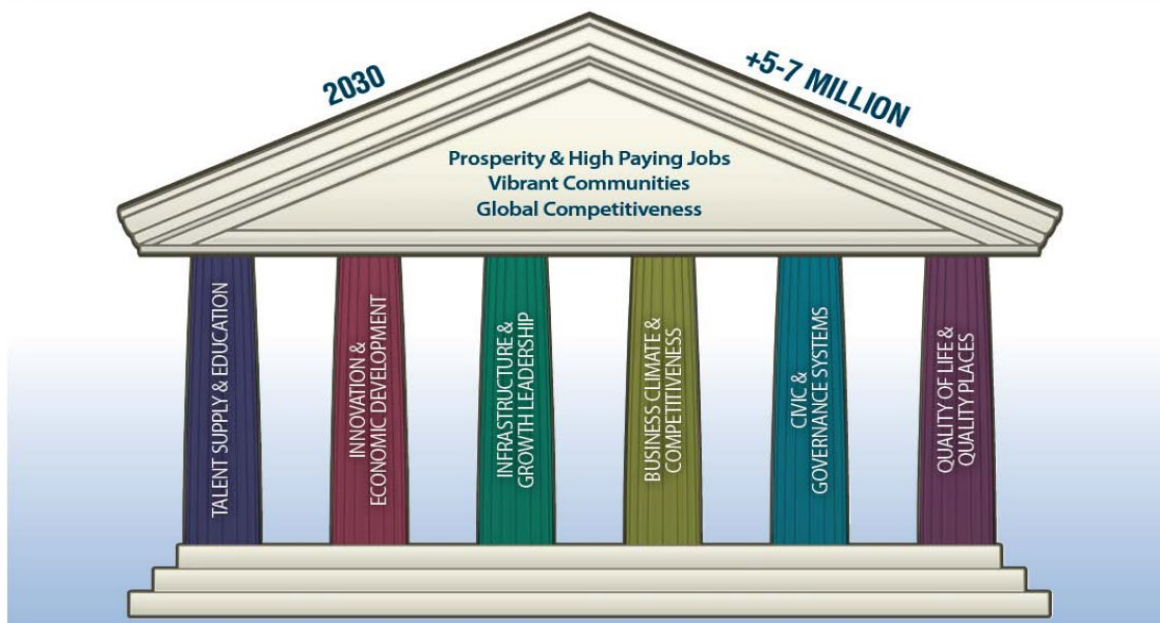 2030
+5-7 MILLION
Prosperity & High Paying Jobs
Vibrant Communities
Global Competitiveness
TALENT SUPPLY & EDUCATION
INNOVATION &
ECONOMIC DEVELOPMENT
INFRASTRUCTURE &
GROWTH LEADERSHIP
BUSINESS CLIMATE &
COMPETITIVENESS
CIVIC &
GOVERNANCE SYSTEMS
QUALITY OF LIFE &
QUALITY PLACES